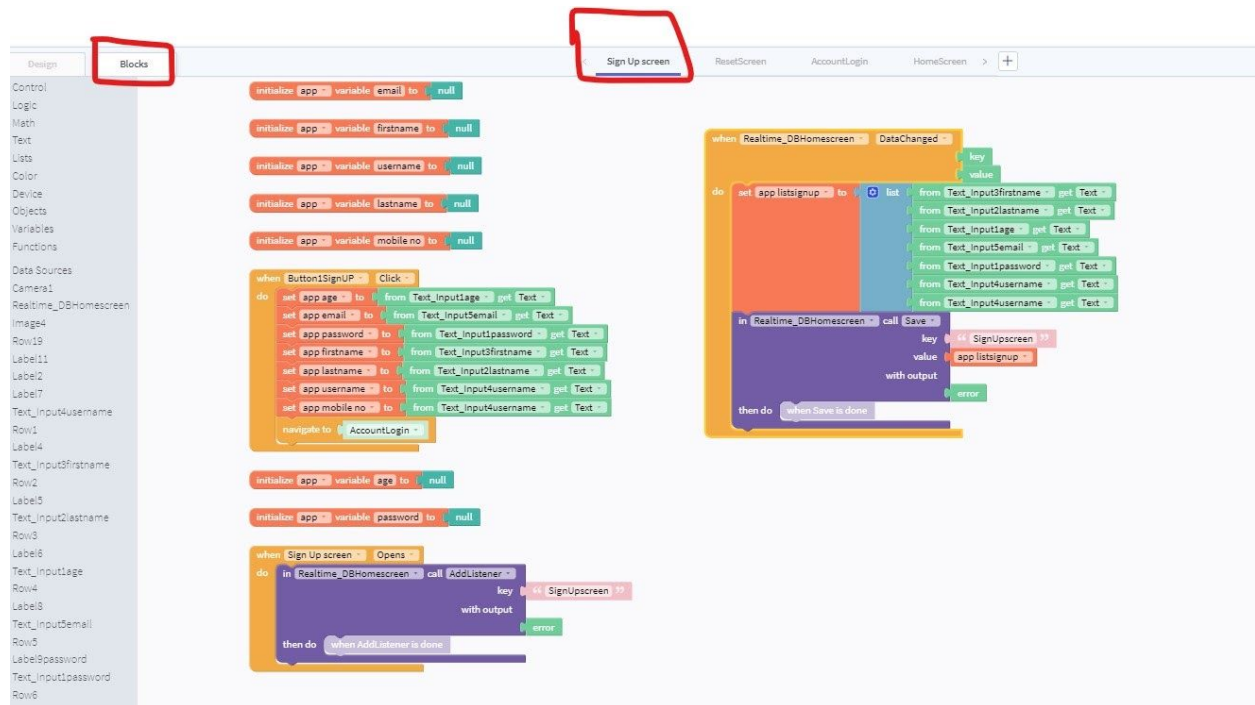 Design Blocks Sign Up screen ResetScreen AccountLogin HomeScreen > +
Control
Logic
Math
Text
Lists
Color
Device
Objects
Variables
Functions
Data Sources
Camera1
Realtime_DBHomescreen
Image4
Row19
Label11
Label2
Label7
Text_Input4username
Row1
Label4
Text_Input3firstname
Row2
Label5
Text_Input2lastname
Row3
Label6
Text_Input1age
Row4
Label8
Text_Input5email
Row5
Label9password
Text_Input1password
Row6
initialize app variable email to null
initialize app variable firstname to null
initialize app variable username to null
initialize app variable lastname to null
initialize app variable mobile no to null
when Button1SignUP Click
do set app age to from Text_Input1age get Text
set app email to from Text_Input5email get Text
set app password to from Text_Input1password get Text
set app firstname to from Text_Input3firstname get Text
set app lastname to from Text_Input2lastname get Text
set app username to from Text_Input4username get Text
set app mobile no to from Text_Input4username get Text
navigate to AccountLogin
initialize app variable age to null
initialize app variable password to null
when Sign Up screen Opens
do in Realtime_DBHomescreen call AddListener
key “ SignUpscreen ”
with output
error
then do when AddListener is done
when Realtime_DBHomescreen DataChanged
key
value
do set app listsignup to list from Text_Input3firstname get Text
from Text_Input2lastname get Text
from Text_Input1age get Text
from Text_Input5email get Text
from Text_Input1password get Text
from Text_Input4username get Text
from Text_Input4username get Text
in Realtime_DBHomescreen call Save
key “ SignUpscreen ”
value app listsignup
with output
error
then do when Save is done